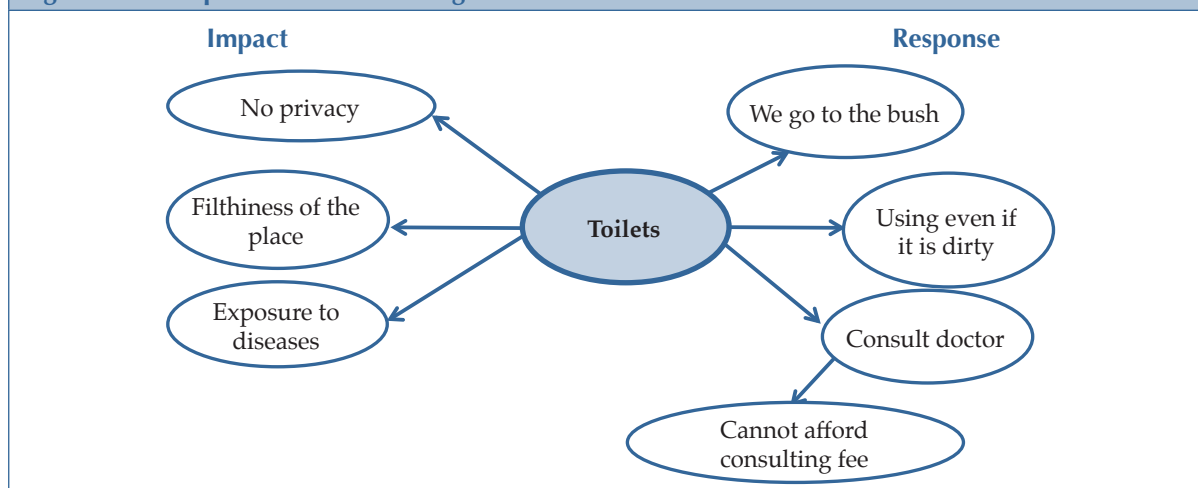 Impact
Response
No privacy
We go to the bush
Filthiness of the
place
Toilets
Using even if
it is dirty
Exposure to
diseases
Consult doctor
Cannot afford
consulting fee